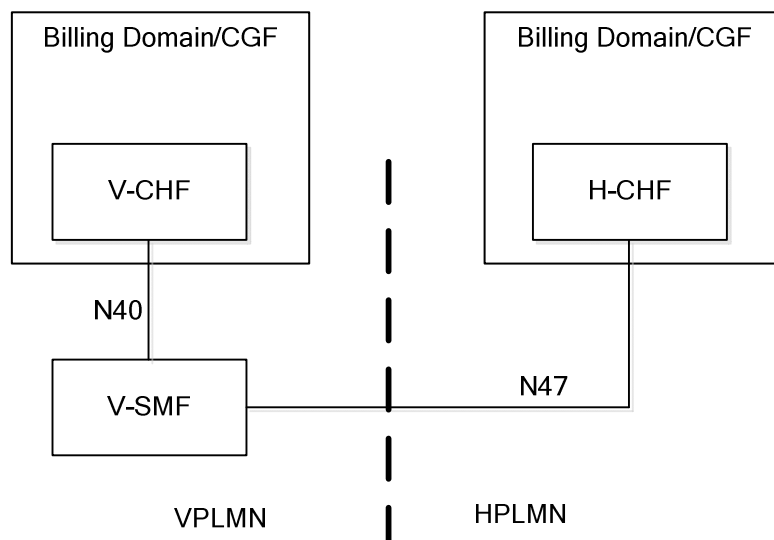 Billing Domain/CGF
Billing Domain/CGF
V-CHF
H-CHF
N40
V-SMF
N47
VPLMN
HPLMN